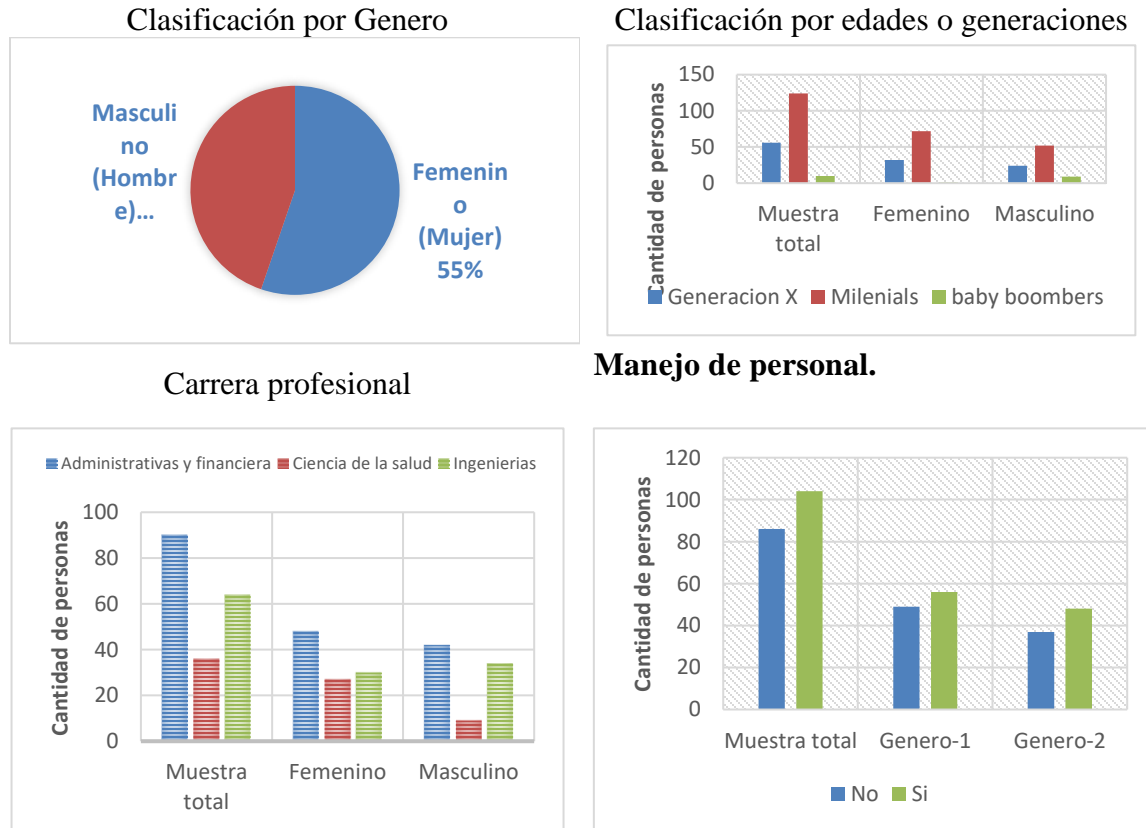 Clasificación por Genero
Masculi
no
(Hombr
e)...
Femenin
o
(Mujer)
55%
Clasificación por edades o generaciones
Cantidad de personas
150
100
50
0
Muestra
total
Femenino
Masculino
Generacion X
Milenials
baby boombers
Carrera profesional
Administrativas y financiera
Ciencia de la salud
Ingenierias
Cantidad de personas
100
80
60
40
20
0
Muestra
total
Femenino
Masculino
Manejo de personal.
Cantidad de personas
120
100
80
60
40
20
0
Muestra total
Genero-1
Genero-2
No
Si